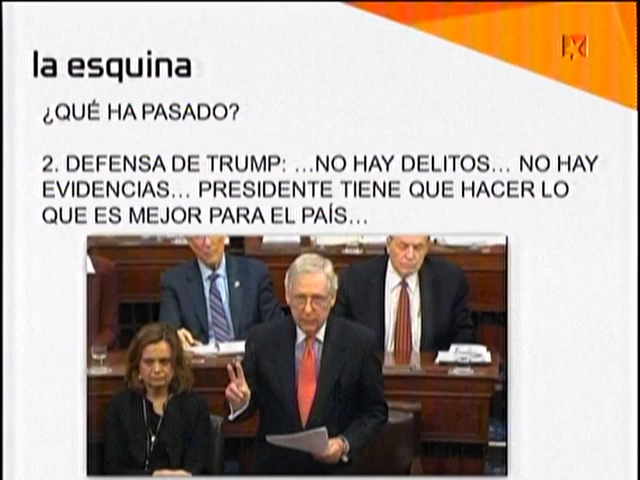 la esquina
¿QUÉ HA PASADO?
2. DEFENSA DE TRUMP: …NO HAY DELITOS… NO HAY
EVIDENCIAS… PRESIDENTE TIENE QUE HACER LO
QUE ES MEJOR PARA EL PAÍS…